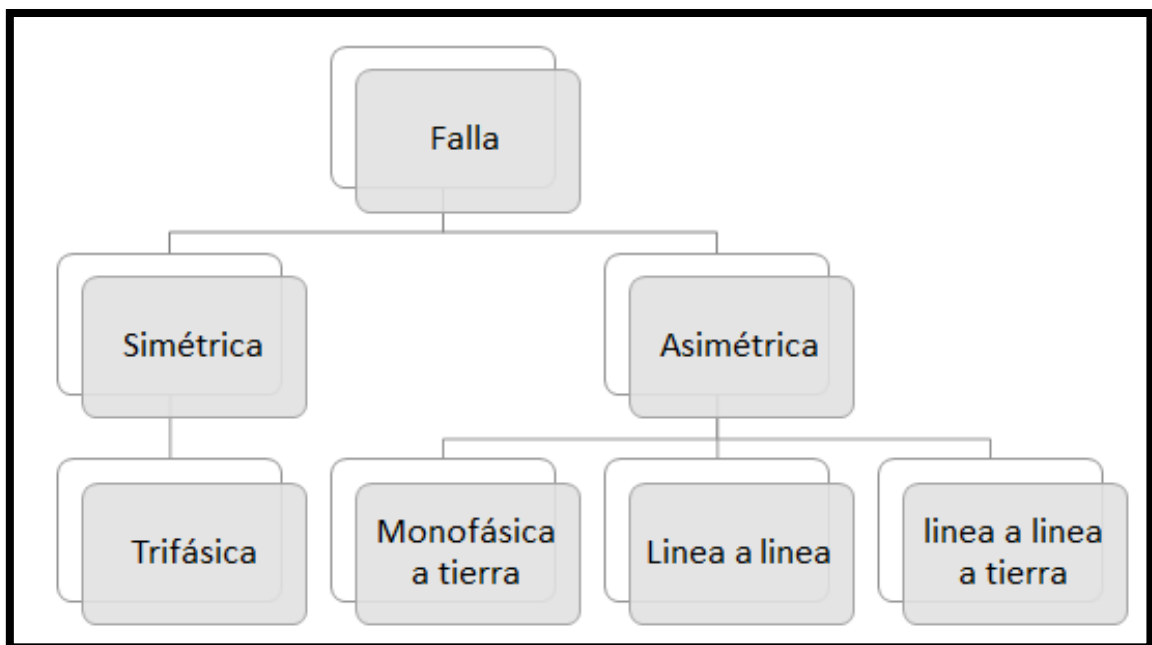 Falla
Simétrica
Asimétrica
Trifásica
Monofásica
a tierra
Linea a linea
linea a linea
a tierra